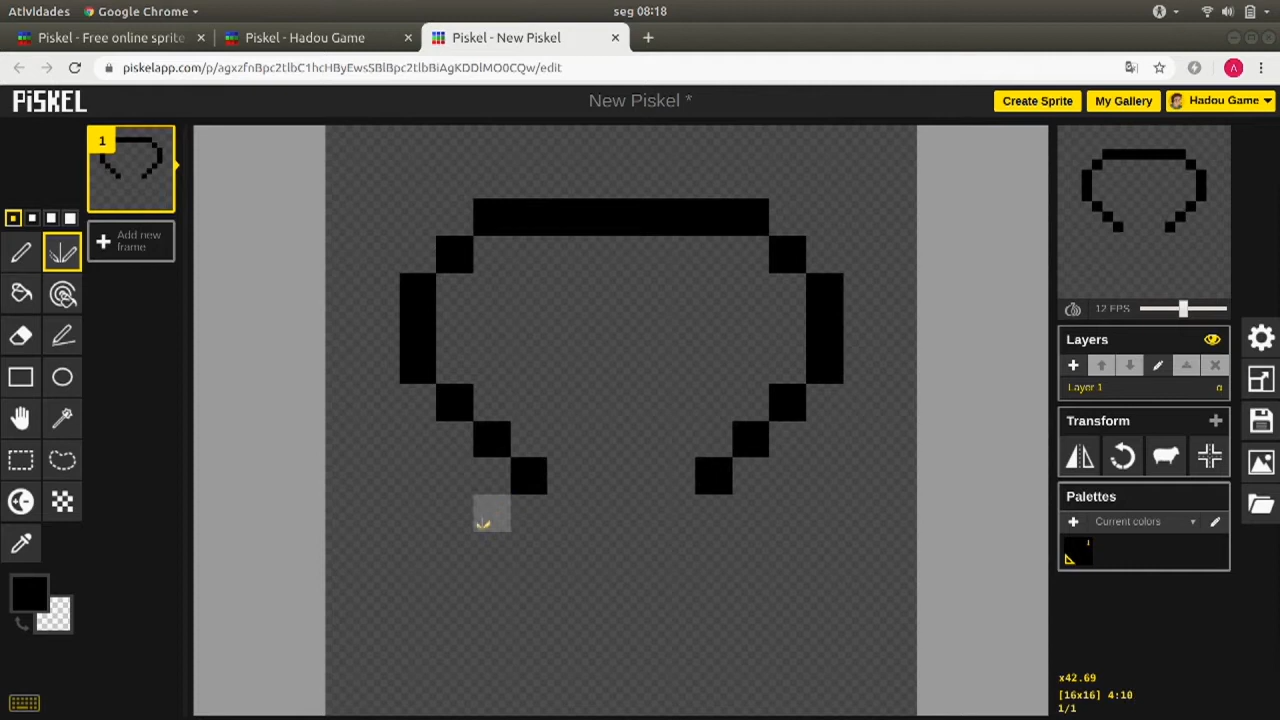 Atividades
Google Chrome
seg 08:18
Piskel - Free online sprite
Piskel - Hadou Game
Piskel - New Piskel
piskelapp.com/p/agxzfnBpc2tlbC1hcHByEwsSBlBpc2tlbBiAgKDDlMO0CQw/edit
A
PiSKEL
New Piskel *
Create Sprite
My Gallery
Hadou Game
1
Add new
frame
12 FPS
Layers
Layer 1
α
Transform
Palettes
Current colors
1
x42.69
[16x16] 4:10
1/1